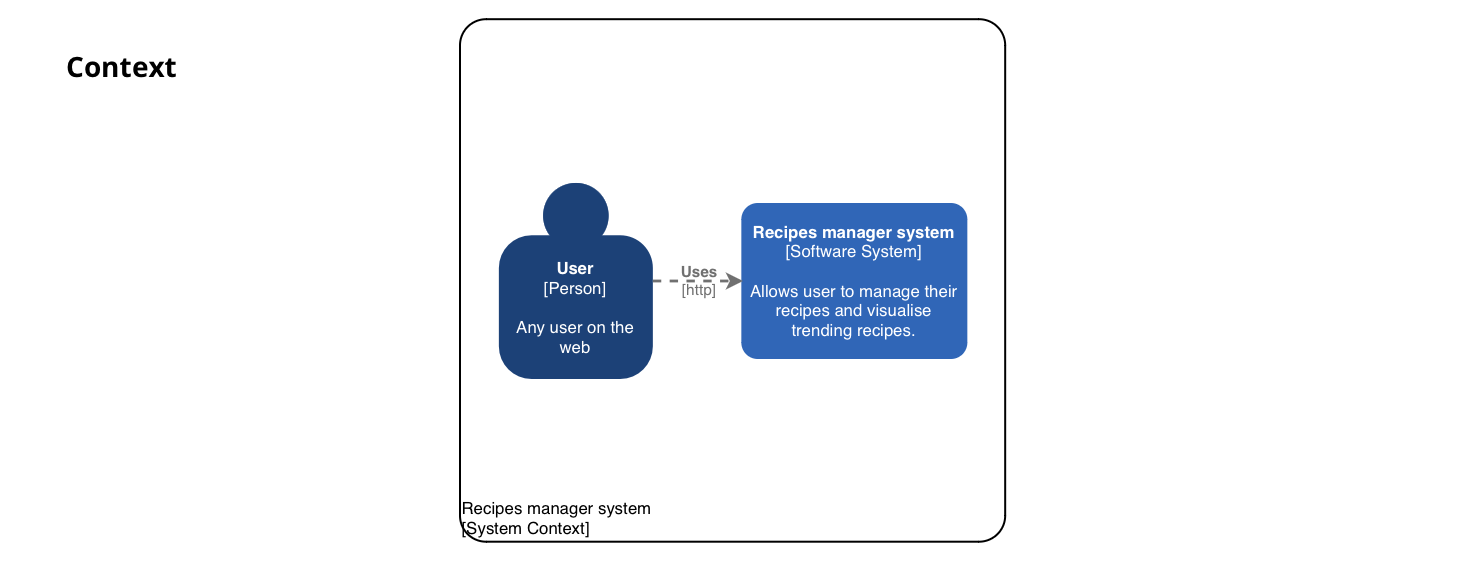 Context
User
[Person]
Any user on the
web
Uses
[http]
Recipes manager system
[Software System]
Allows user to manage their
recipes and visualise
trending recipes.
Recipes manager system
[System Context]